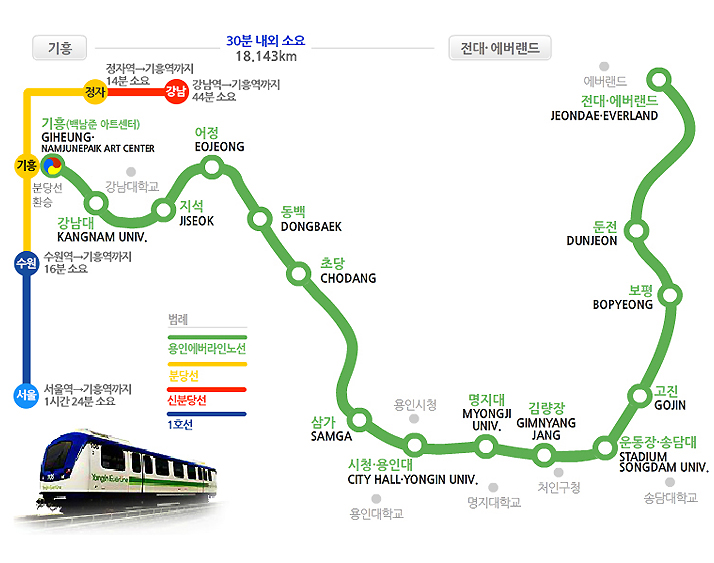 기흥
30분 내외 소요
18.143km
전대·에버랜드
정자역→기흥역까지
14분 소요
강남역→기흥역까지
44분 소요
정자
강남
에버랜드
전대·에버랜드
JEONDAE·EVERLAND
기흥(백남준 아트센터)
GIHEUNG·
NAMJUNEPAIK ART CENTER
어정
EOJEONG
기흥
분당선
환승
강남대학교
강남대
KANGNAM UNIV.
지석
JISEOK
동백
DONGBAEK
둔전
DUNJEON
수원
수원역→기흥역까지
16분 소요
초당
CHODANG
보평
BOPYEONG
범례
용인에버라인노선
분당선
신분당선
1호선
서울
서울역→기흥역까지
1시간 24분 소요
고진
GOJIN
삼가
SAMGA
용인시청
명지대
MYONGJI
UNIV.
김량장
GIMNYANG
JANG
운동장·송담대
STADIUM
SONGDAM UNIV.
시청·용인대
CITY HALL·YONGIN UNIV.
처인구청
명지대학교
송담대학교
용인대학교
Yongin EverLine